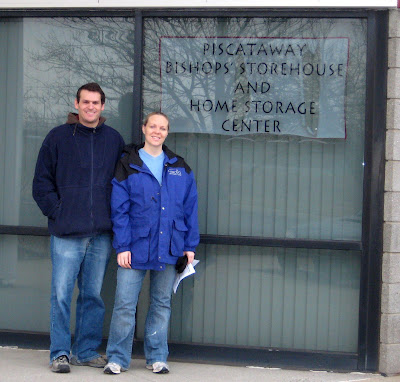 PISCATAWAY
BISHOPS' STOREHOUSE
AND
HOME STORAGE
CENTER